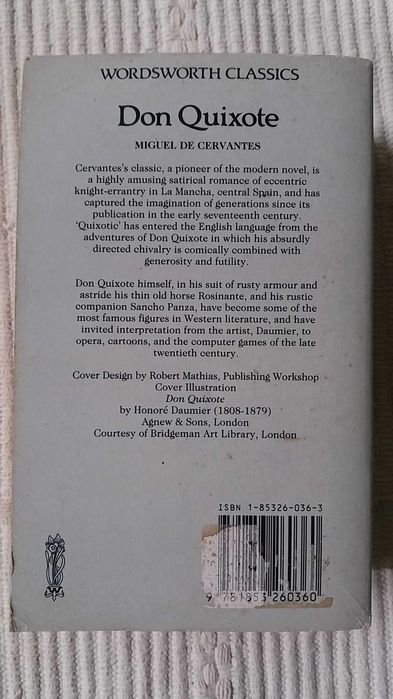 WORDSWORTH CLASSICS
Don Quixote
MIGUEL DE CERVANTES
Cervantes's classic, a pioneer of the modern novel, is
a highly amusing satirical romance of eccentric
knight-errantry in La Mancha, central Spain, and has
captured the imagination of generations since its
publication in the early seventeenth century.
'Quixotic' has entered the English language from the
adventures of Don Quixote in which his absurdly
directed chivalry is comically combined with
generosity and futility.
Don Quixote himself, in his suit of rusty armour and
astride his thin old horse Rosinante, and his rustic
companion Sancho Panza, have become some of the
most famous figures in Western literature, and have
invited interpretation from the artist, Daumier, to
opera, cartoons, and the computer games of the late
twentieth century.
Cover Design by Robert Mathias, Publishing Workshop
Cover Illustration
Don Quixote
by Honoré Daumier (1808-1879)
Agnew & Sons, London
Courtesy of Bridgeman Art Library, London
ISBN 1-85326-036-3
9 781853 260360
W